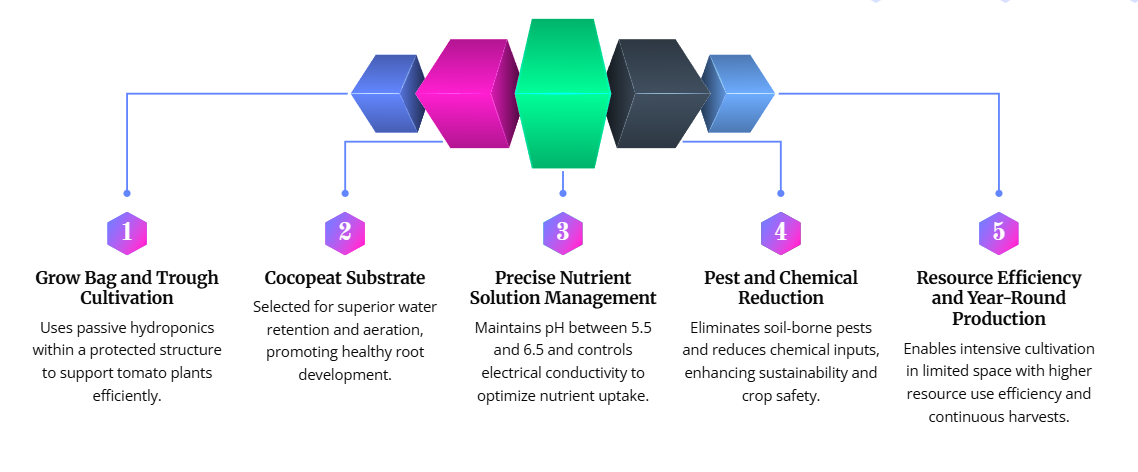 1
Grow Bag and Trough
Cultivation
Uses passive hydroponics
within a protected structure
to support tomato plants
efficiently.
2
Cocopeat Substrate
Selected for superior water
retention and aeration,
promoting healthy root
development.
3
Precise Nutrient
Solution Management
Maintains pH between 5.5
and 6.5 and controls
electrical conductivity to
optimize nutrient uptake.
4
Pest and Chemical
Reduction
Eliminates soil-borne pests
and reduces chemical inputs,
enhancing sustainability and
crop safety.
5
Resource Efficiency
and Year-Round
Production
Enables intensive cultivation
in limited space with higher
resource use efficiency and
continuous harvests.